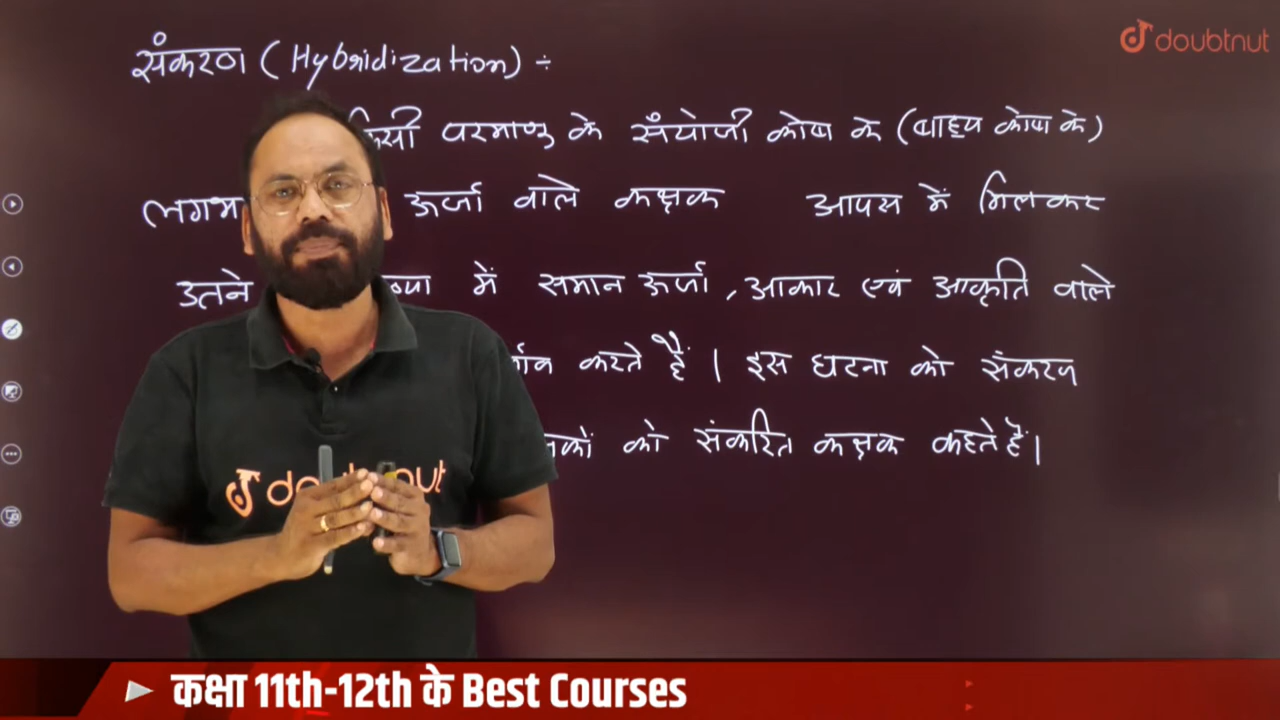 संकरण (Hybridization) ÷
doubtnut
किसी परमाणु के संयोजी कोष के (बाह्य कोष के)
ऊर्जा वाले कक्षक आपस में मिलकर
उतने में समान ऊर्जा, आकार एवं आकृति वाले
करते हैं | इस घटना को संकरण
को संकरित कक्षक कहते हैं|
कक्षा 11th-12th के Best Courses